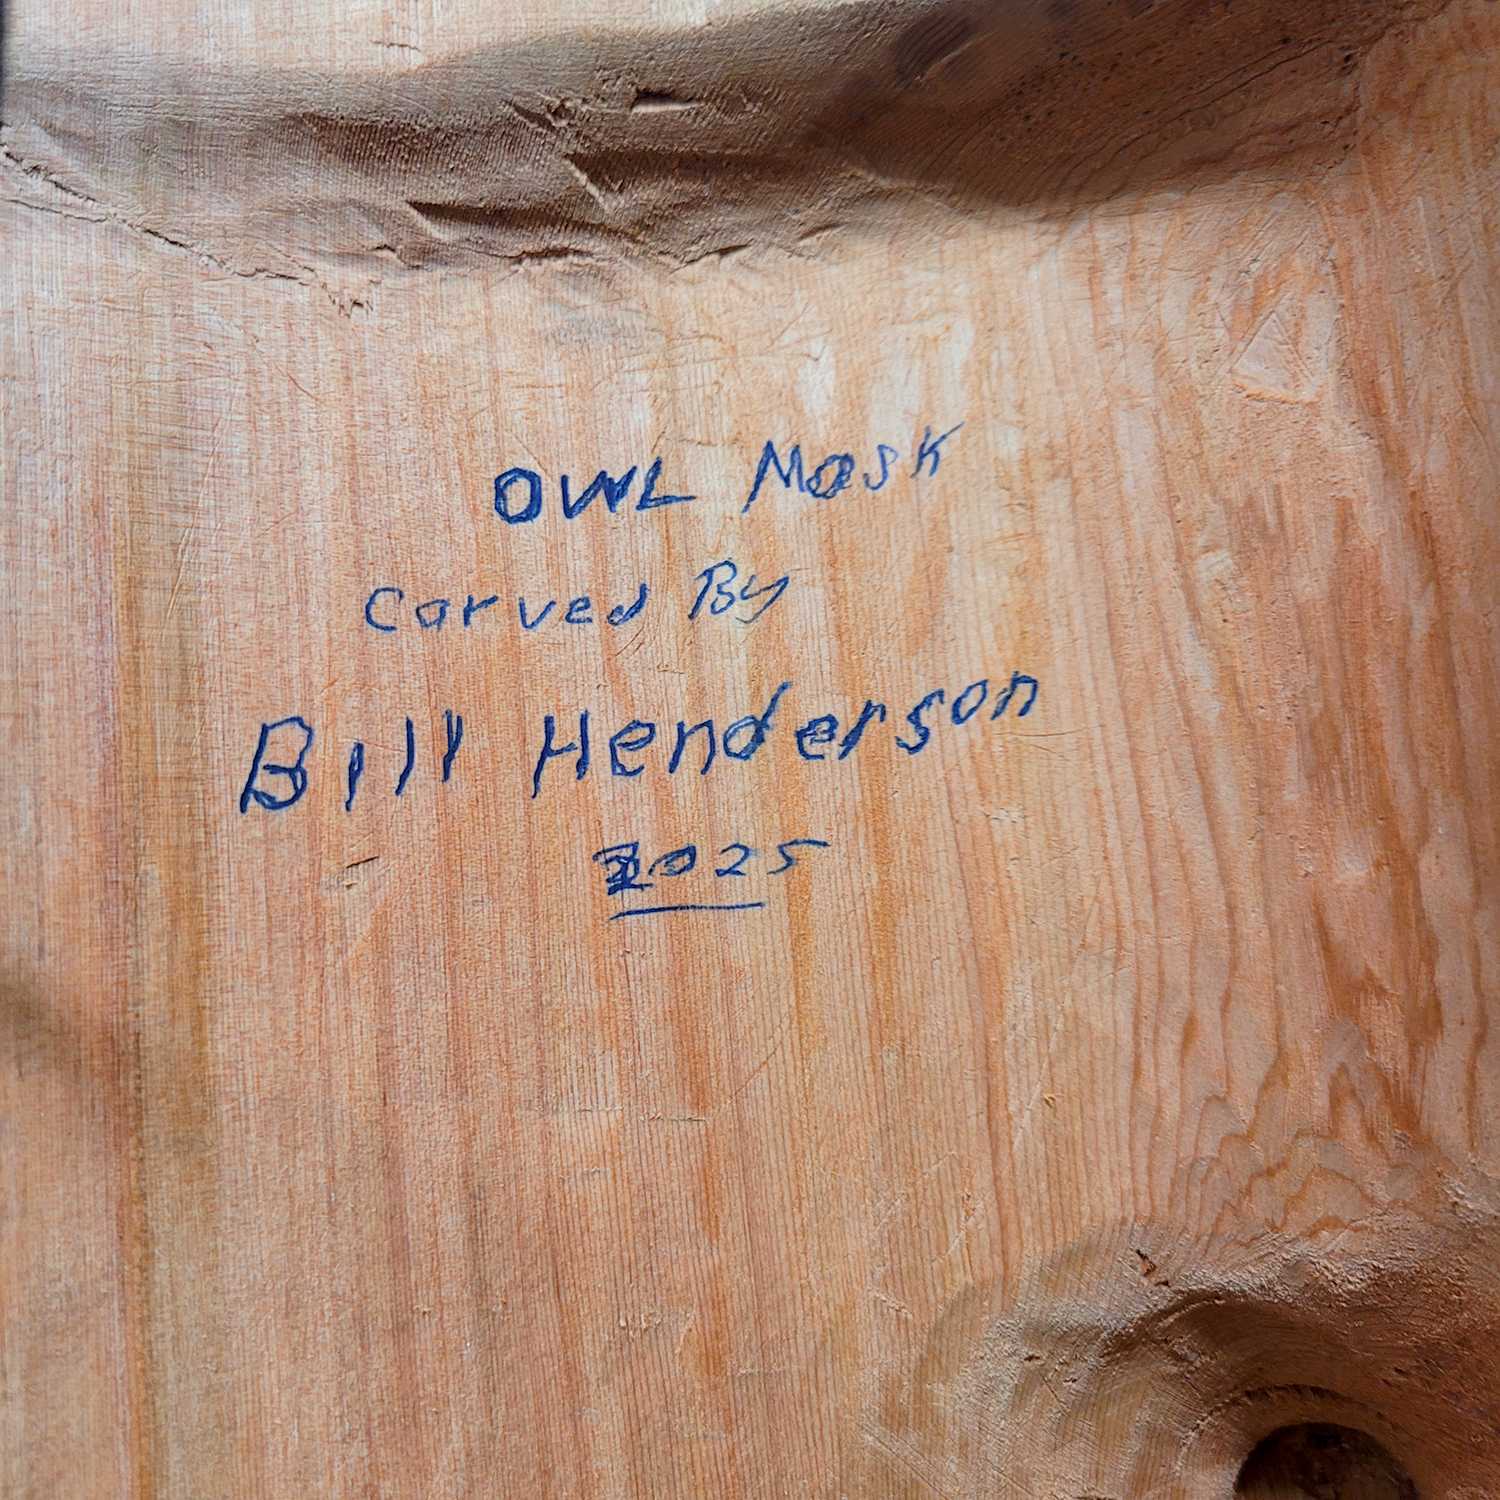 OWL Mask
Carved By
Bill Henderson
2025